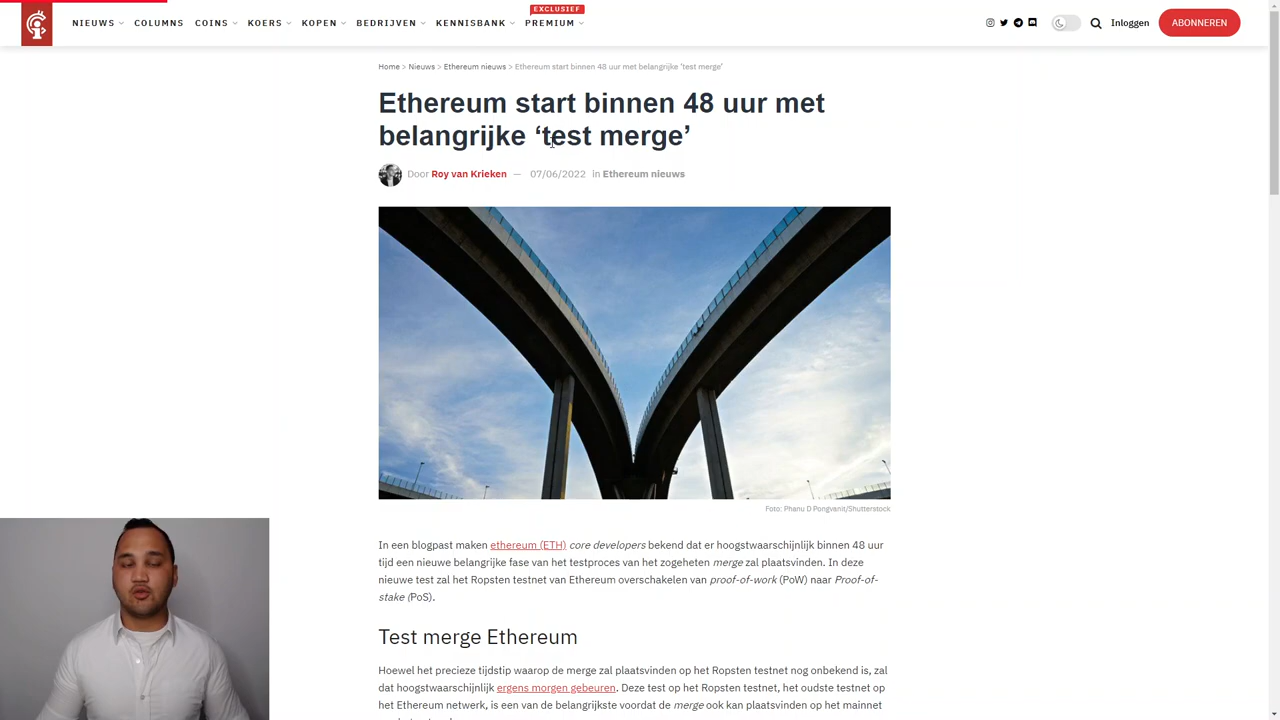 EXCLUSIEF
NIEUWS COLUMNS COINS KOERS KOPEN BEDRIJVEN KENNISBANK PREMIUM Inloggen ABONNEREN
Home > Nieuws > Ethereum nieuws > Ethereum start binnen 48 uur met belangrijke ‘test merge’
Ethereum start binnen 48 uur met
belangrijke ‘test merge’
Door Roy van Krieken — 07/06/2022 in Ethereum nieuws
Foto: Phanu D Pongvanit/Shutterstock
In een blogpast maken ethereum (ETH) core developers bekend dat er hoogstwaarschijnlijk binnen 48 uur
tijd een nieuwe belangrijke fase van het testproces van het zogeheten merge zal plaatsvinden. In deze
nieuwe test zal het Ropsten testnet van Ethereum overschakelen van proof-of-work (PoW) naar Proof-of-
stake (PoS).
Test merge Ethereum
Hoewel het precieze tijdstip waarop de merge zal plaatsvinden op het Ropsten testnet nog onbekend is, zal
dat hoogstwaarschijnlijk ergens morgen gebeuren. Deze test op het Ropsten testnet, het oudste testnet op
het Ethereum netwerk, is een van de belangrijkste voordat de merge ook kan plaatsvinden op het mainnet